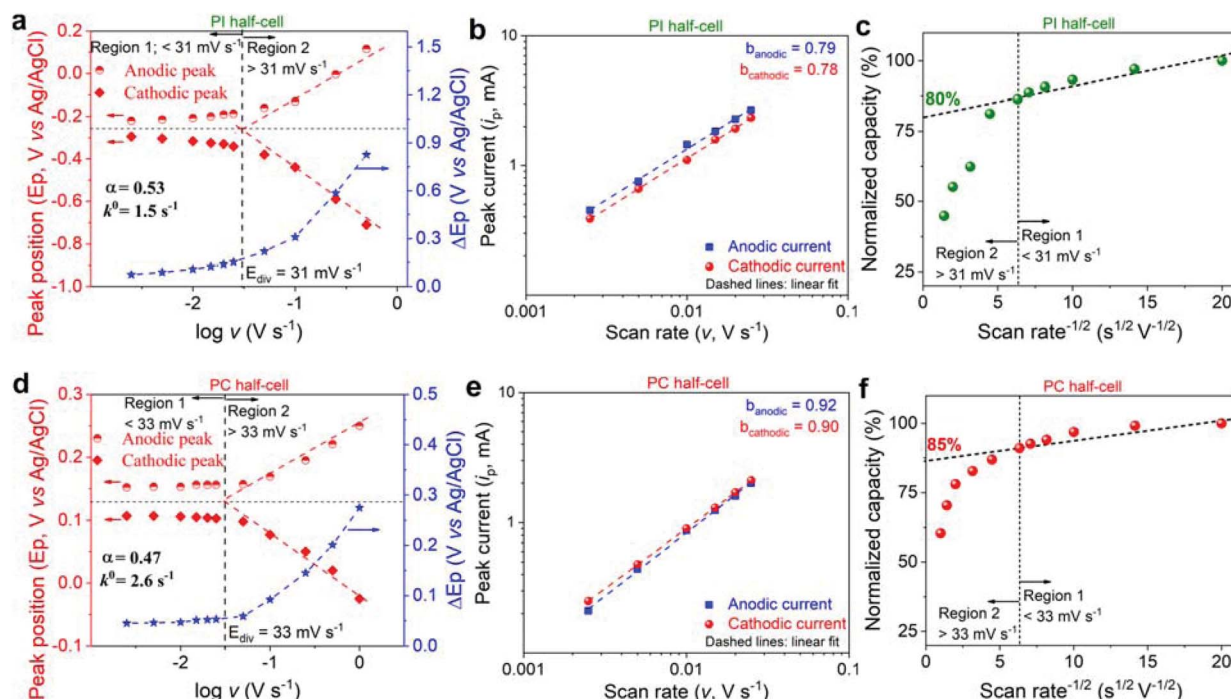 a
PI half-cell
Region 1; < 31 mV s-1
Region 2
> 31 mV s-1
Anodic peak
Cathodic peak
α = 0.53
k0 = 1.5 s-1
Ediv = 31 mV s-1
0.2
0.0
-0.2
-0.4
-0.6
-0.8
-1.0
Peak position (Ep, V vs Ag/AgCl)
1.5
1.2
0.9
0.6
0.3
0.0
ΔEp (V vs Ag/AgCl)
-2
-1
0
log v (V s-1)
b
PI half-cell
banodic = 0.79
bcathodic = 0.78
Anodic current
Cathodic current
Dashed lines: linear fit
10
1
Peak current (ip, mA)
0.001
0.01
0.1
Scan rate (v, V s-1)
c
PI half-cell
80%
Region 1
< 31 mV s-1
Region 2
> 31 mV s-1
100
75
50
25
Normalized capacity (%)
0
5
10
15
20
Scan rate-1/2 (s1/2 V-1/2)
d
PC half-cell
Region 1
< 33 mV s-1
Region 2
> 33 mV s-1
Anodic peak
Cathodic peak
α = 0.47
k0 = 2.6 s-1
Ediv = 33 mV s-1
0.3
0.2
0.1
0.0
-0.1
Peak position (Ep, V vs Ag/AgCl)
0.5
0.4
0.3
0.2
0.1
0.0
ΔEp (V vs Ag/AgCl)
-2
-1
0
log v (V s-1)
e
PC half-cell
banodic = 0.92
bcathodic = 0.90
Anodic current
Cathodic current
Dashed lines: linear fit
10
1
Peak current (ip, mA)
0.001
0.01
0.1
Scan rate (v, V s-1)
f
PC half-cell
85%
Region 1
< 33 mV s-1
Region 2
> 33 mV s-1
100
75
50
25
Normalized capacity (%)
0
5
10
15
20
Scan rate-1/2 (s1/2 V-1/2)